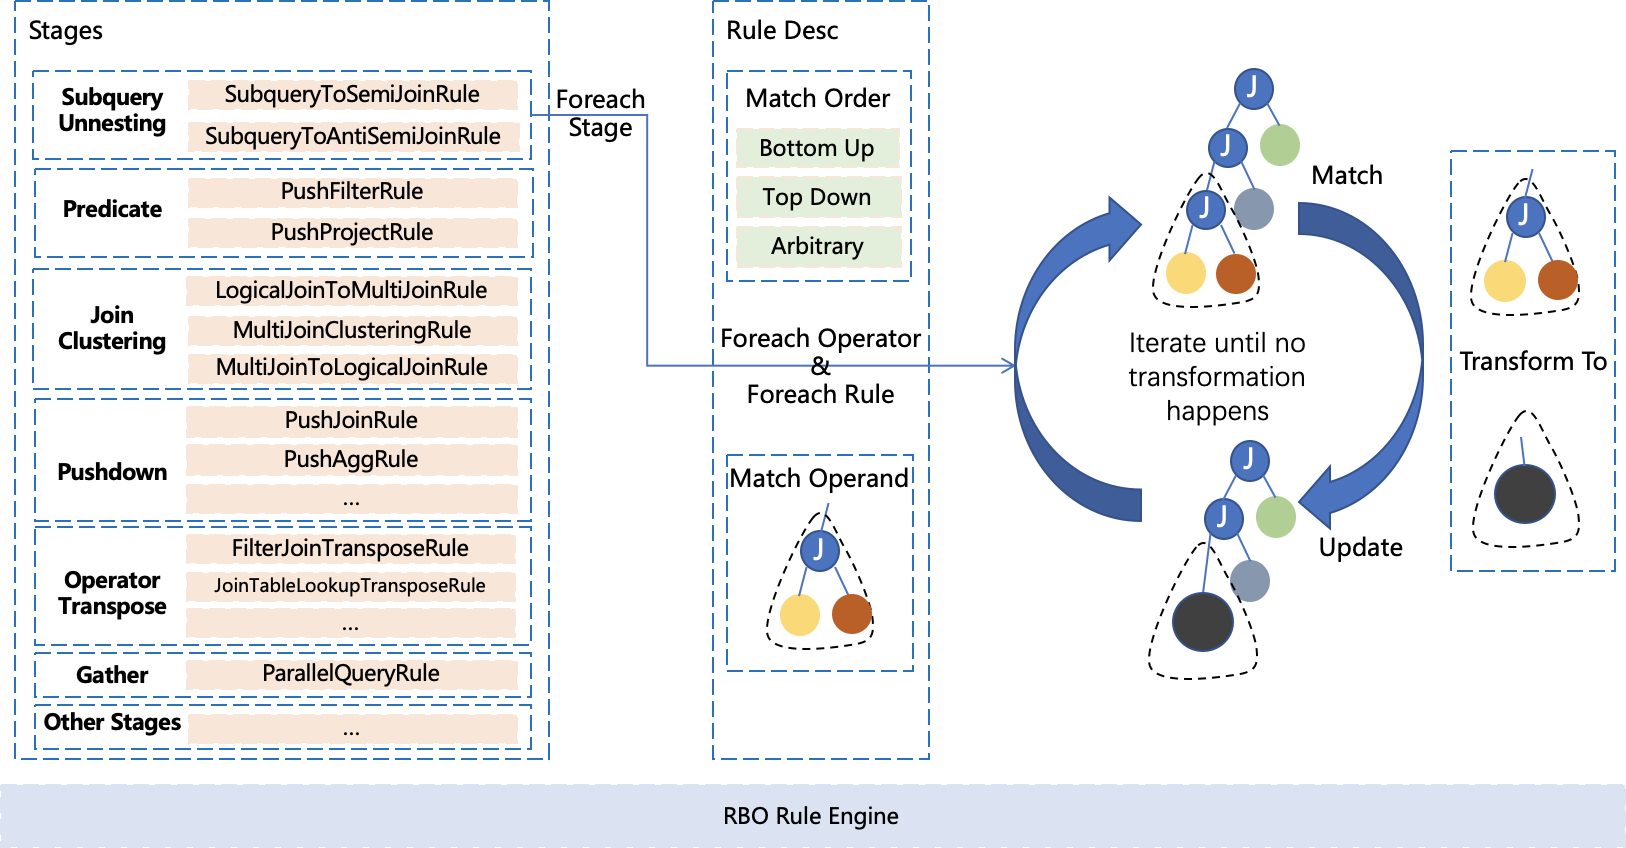 Stages
Subquery
Unnesting
SubqueryToSemiJoinRule
SubqueryToAntiSemiJoinRule
Predicate
PushFilterRule
PushProjectRule
Join
Clustering
LogicalJoinToMultiJoinRule
MultiJoinClusteringRule
MultiJoinToLogicalJoinRule
Pushdown
PushJoinRule
PushAggRule
...
Operator
Transpose
FilterJoinTransposeRule
JoinTableLookupTransposeRule
...
Gather
ParallelQueryRule
Other Stages
...
Foreach
Stage
Rule Desc
Match Order
Bottom Up
Top Down
Arbitrary
Foreach Operator
&
Foreach Rule
Match Operand
J
J
J
J
Match
Iterate until no
transformation
happens
J
J
Update
J
Transform To
RBO Rule Engine